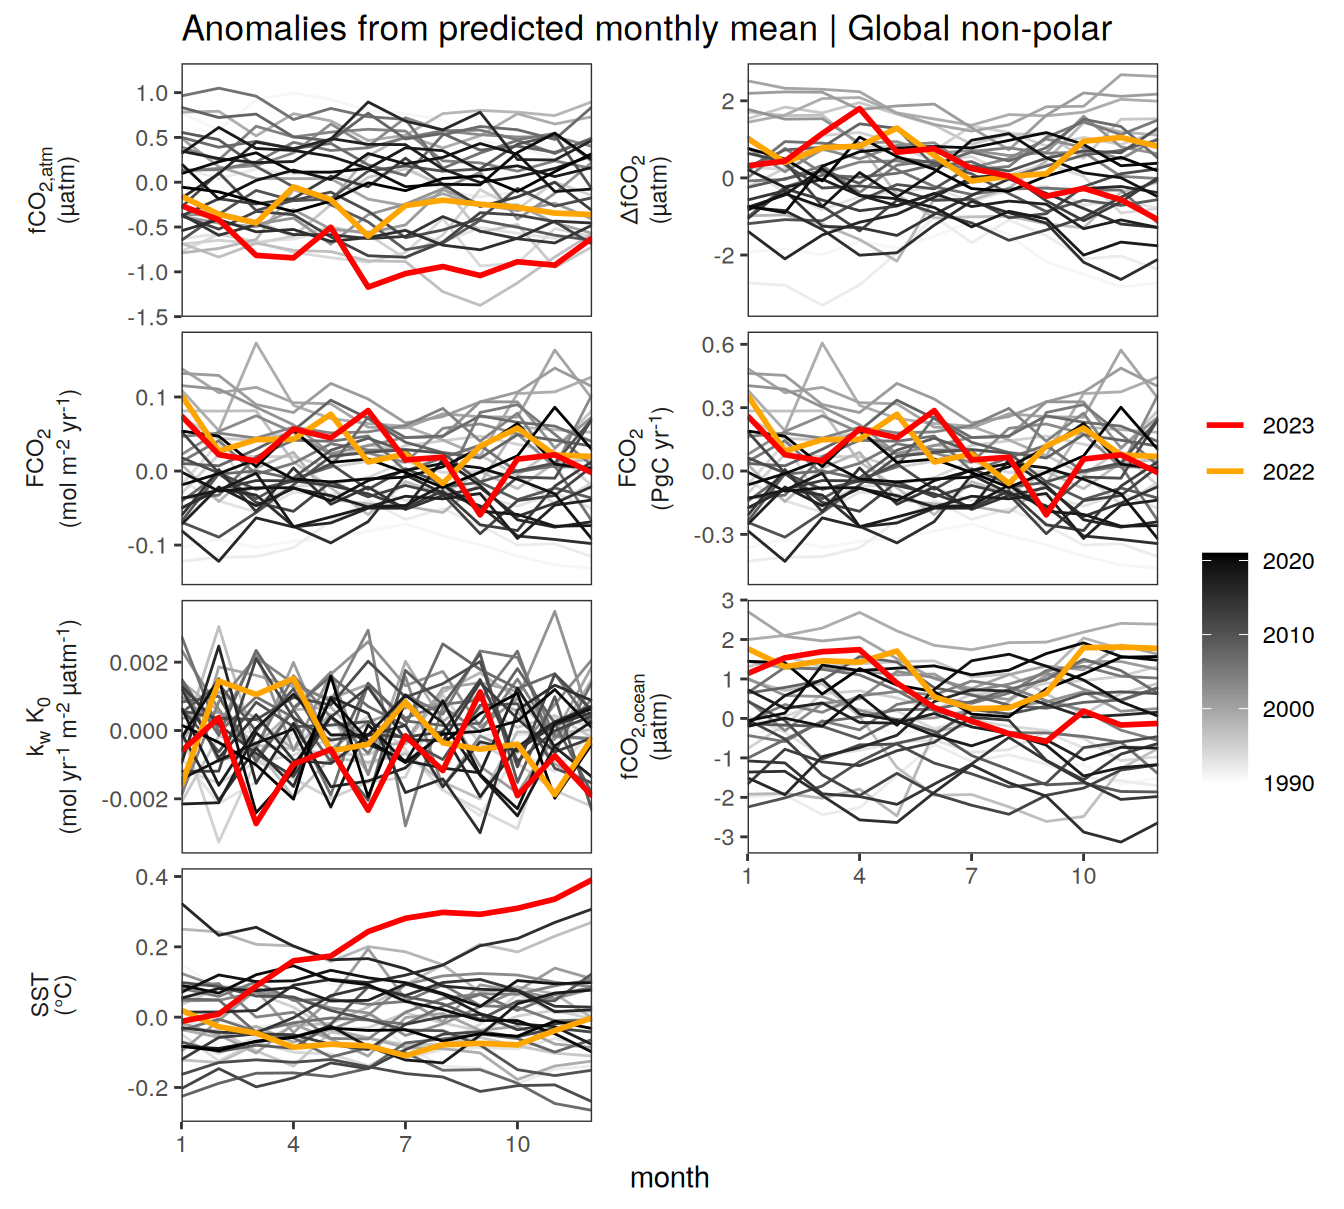 Anomalies from predicted monthly mean | Global non-polar
fCO2,atm
(µatm)
1.0
0.5
0.0
-0.5
-1.0
-1.5
ΔfCO2
(µatm)
2
0
-2
FCO2
(mol m-2 yr-1)
0.1
0.0
-0.1
FCO2
(PgC yr-1)
0.6
0.3
0.0
-0.3
kw K0
(mol yr-1 m-2 µatm-1)
0.002
0.000
-0.002
fCO2,ocean
(µatm)
3
2
1
0
-1
-2
-3
1
4
7
10
SST
(°C)
0.4
0.2
0.0
-0.2
1
4
7
10
month
2023
2022
2020
2010
2000
1990